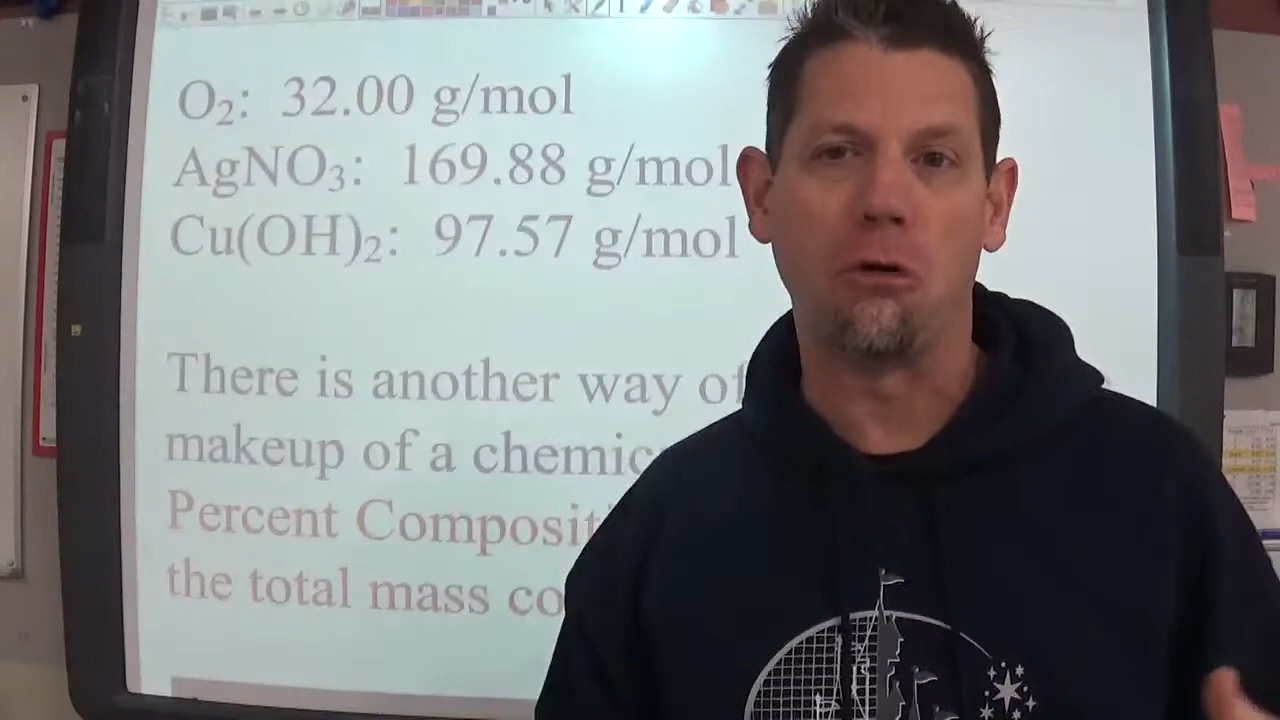 O₂: 32.00 g/mol
AgNO₃: 169.88 g/mol
Cu(OH)₂: 97.57 g/mol
There is another way of
makeup of a chemic
Percent Composit
the total mass co